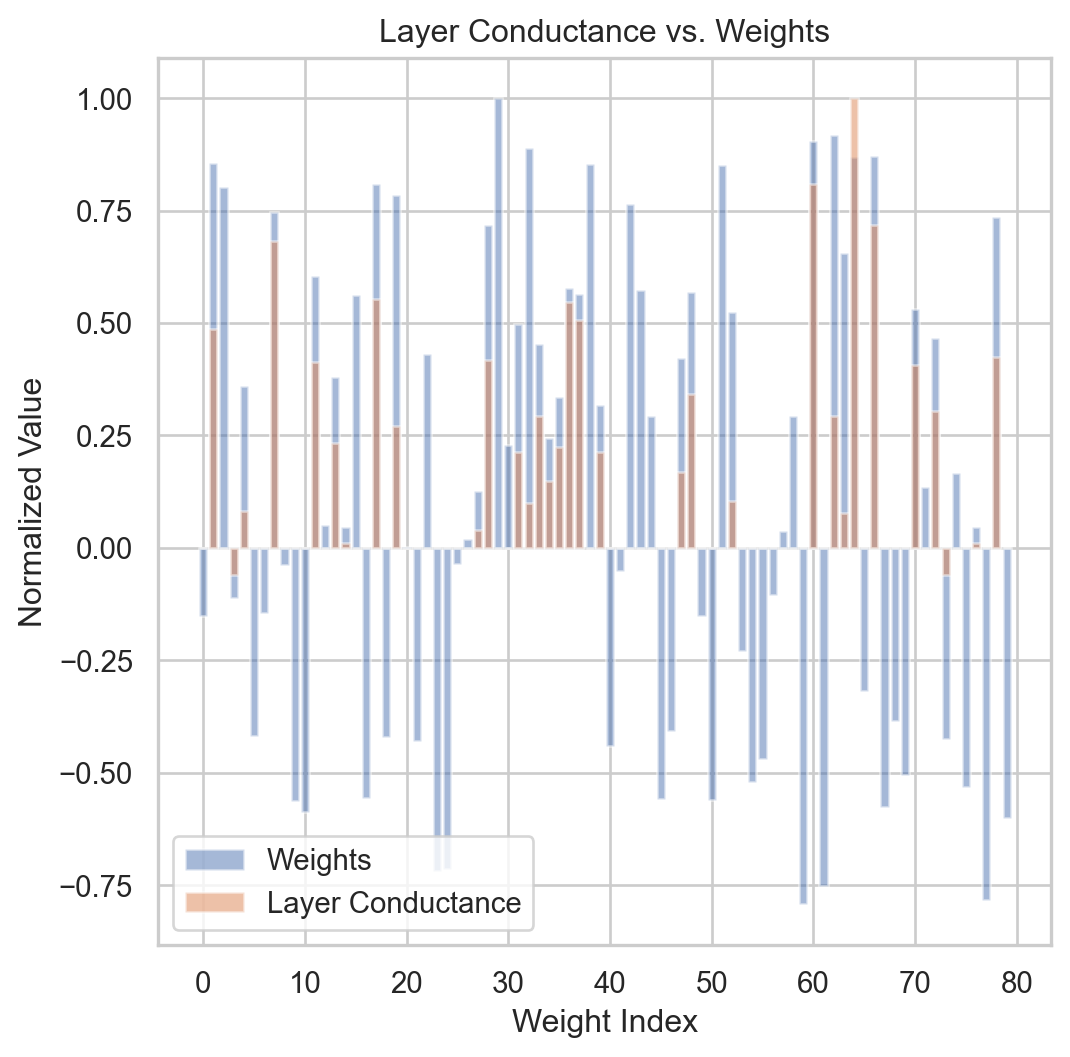 Layer Conductance vs. Weights
1.00
0.75
0.50
0.25
0.00
−0.25
−0.50
−0.75
Normalized Value
Weights
Layer Conductance
0 10 20 30 40 50 60 70 80
Weight Index